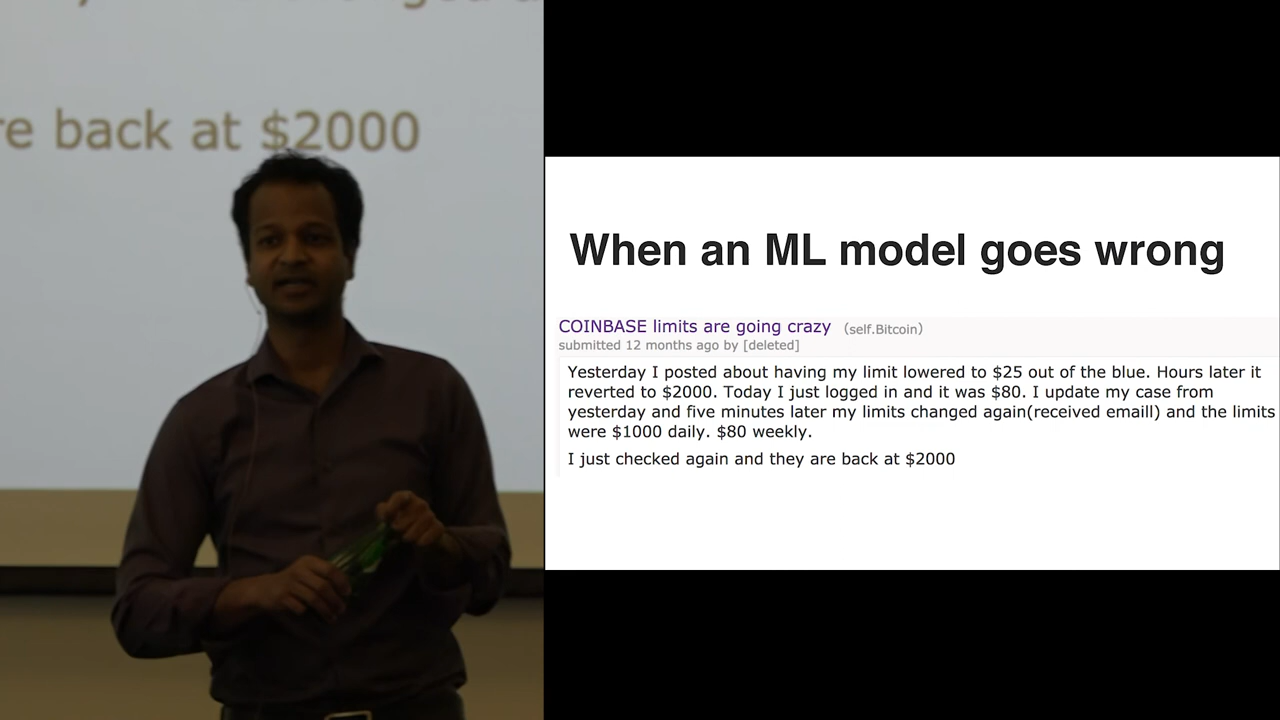 re back at $2000
When an ML model goes wrong
COINBASE limits are going crazy (self.Bitcoin)
submitted 12 months ago by [deleted]
Yesterday I posted about having my limit lowered to $25 out of the blue. Hours later it
reverted to $2000. Today I just logged in and it was $80. I update my case from
yesterday and five minutes later my limits changed again(received emaill) and the limits
were $1000 daily. $80 weekly.
I just checked again and they are back at $2000